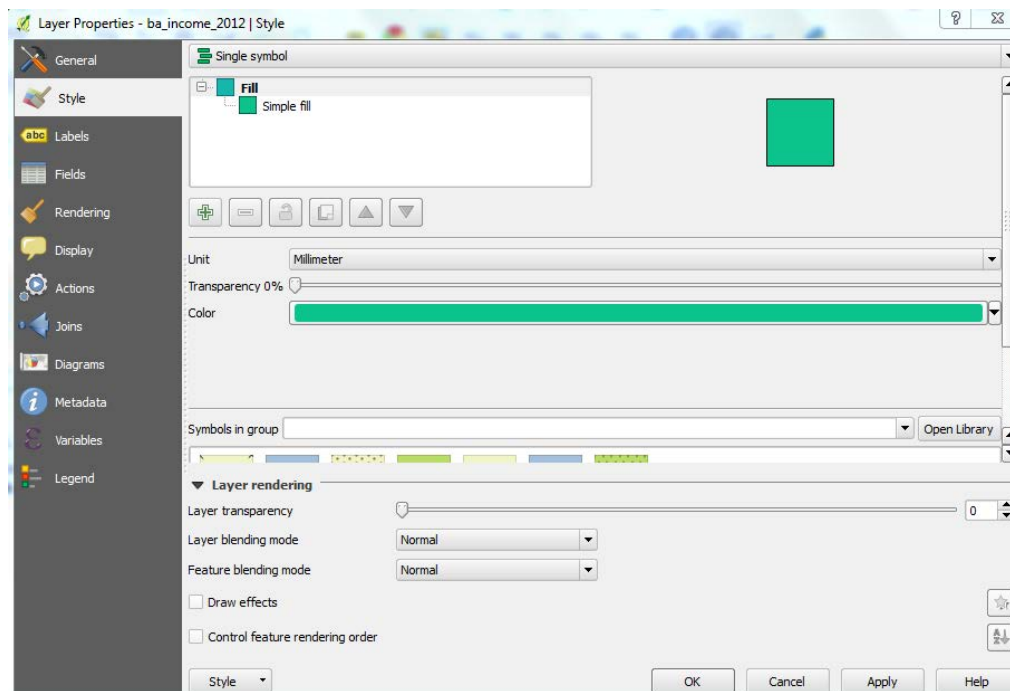 Layer Properties - ba_income_2012 | Style
?
General
Style
abc Labels
Fields
Rendering
Display
Actions
Joins
Diagrams
i Metadata
Variables
Legend
Single symbol
Fill
Simple fill
Unit Millimeter
Transparency 0%
Color
Symbols in group Open Library
Layer rendering
Layer transparency 0
Layer blending mode Normal
Feature blending mode Normal
Draw effects
Control feature rendering order
Style OK Cancel Apply Help